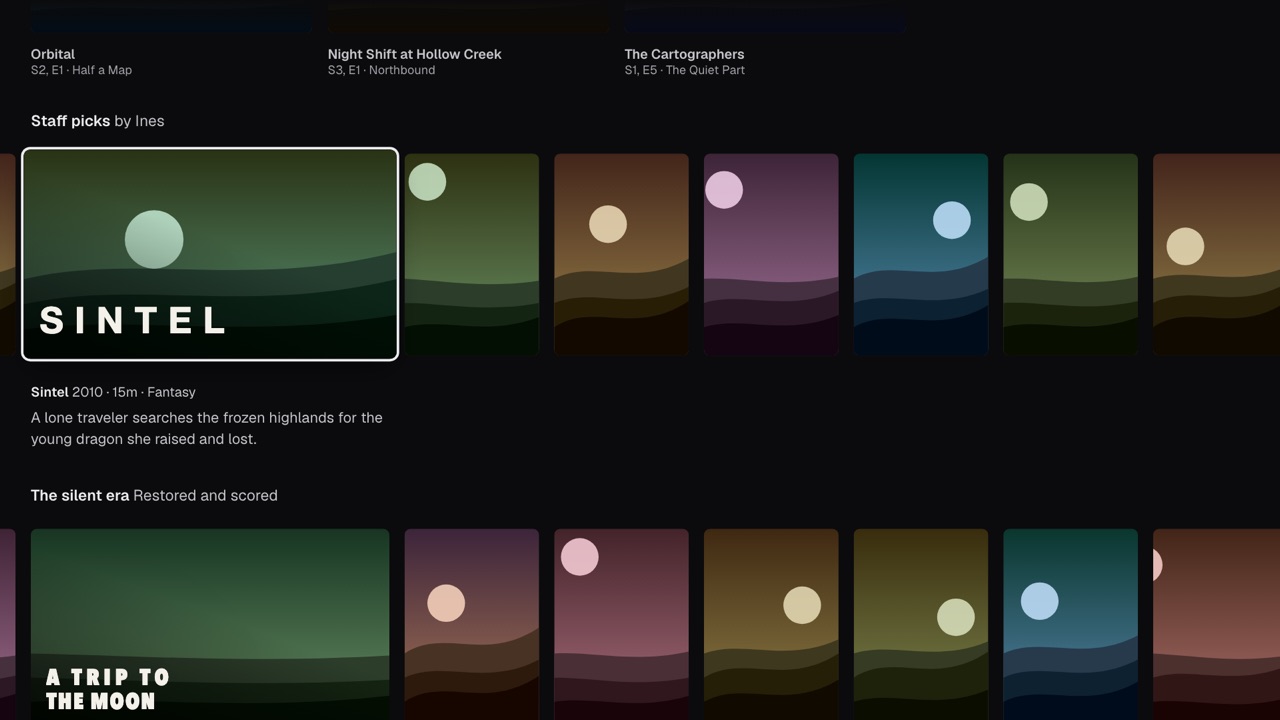 Orbital
S2, E1 · Half a Map
Night Shift at Hollow Creek
S3, E1 · Northbound
The Cartographers
S1, E5 · The Quiet Part
Staff picks by Ines
SINTEL
Sintel 2010 · 15m · Fantasy
A lone traveler searches the frozen highlands for the
young dragon she raised and lost.
The silent era Restored and scored
A TRIP TO
THE MOON